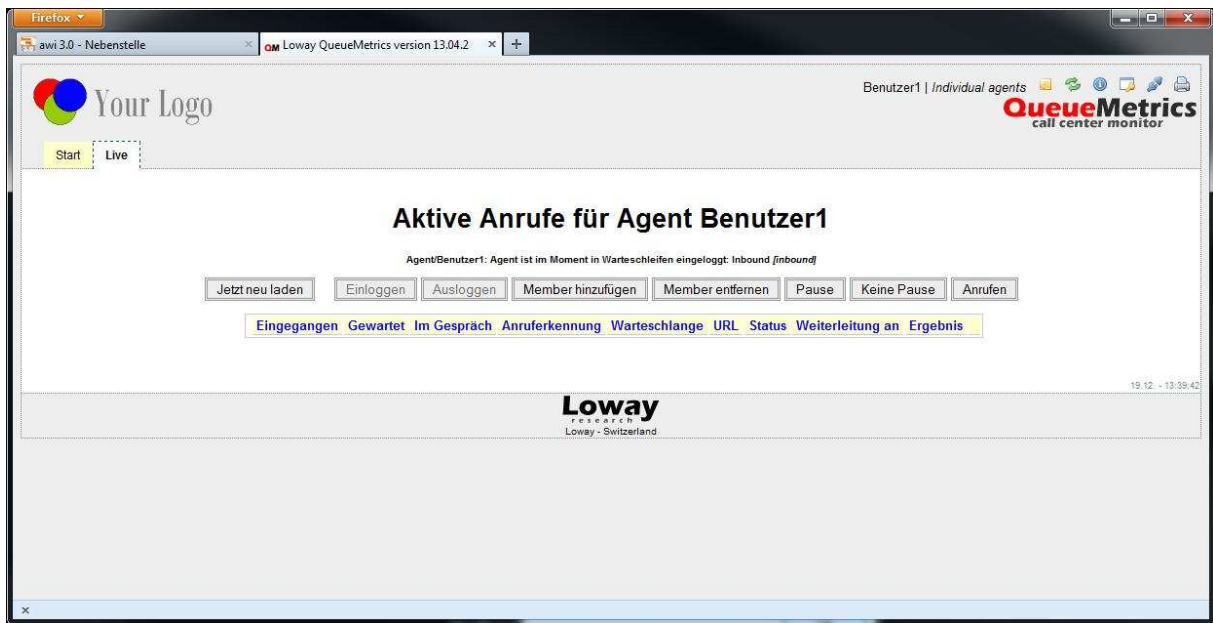 Firefox
awi 3.0 - Nebenstelle
QM Loway QueueMetrics version 13.04.2
Your Logo
Benutzer1 | Individual agents
QueueMetrics
call center monitor
Start Live
Aktive Anrufe für Agent Benutzer1
Agent/Benutzer1: Agent ist im Moment in Warteschleifen eingeloggt: Inbound [inbound]
Jetzt neu laden Einloggen Ausloggen Member hinzufügen Member entfernen Pause Keine Pause Anrufen
Eingegangen Gewartet Im Gespräch Anruferkennung Warteschlange URL Status Weiterleitung an Ergebnis
19.12. - 13:39:42
Loway
research
Loway - Switzerland